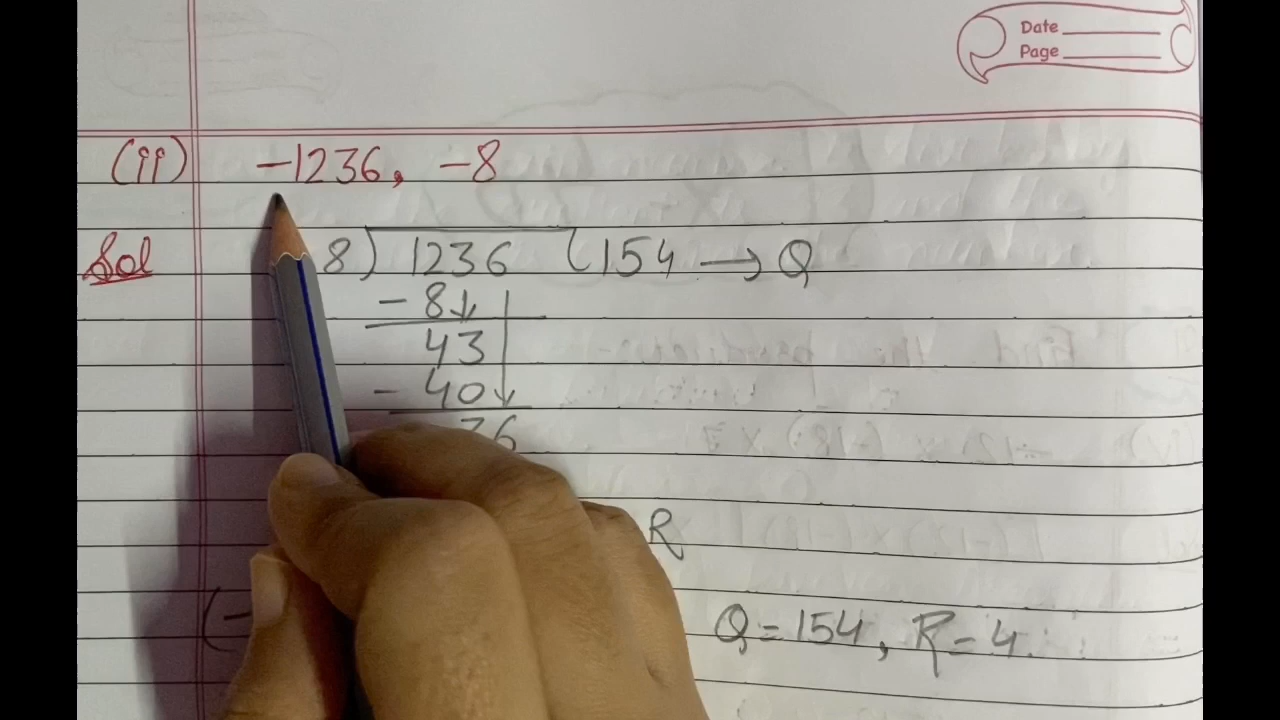 Date
Page
(ii) -1236, -8
Sol 8) 1236 (154 → Q
- 8↓
43
- 40↓
36
R
(-
Q = 154, R = 4.